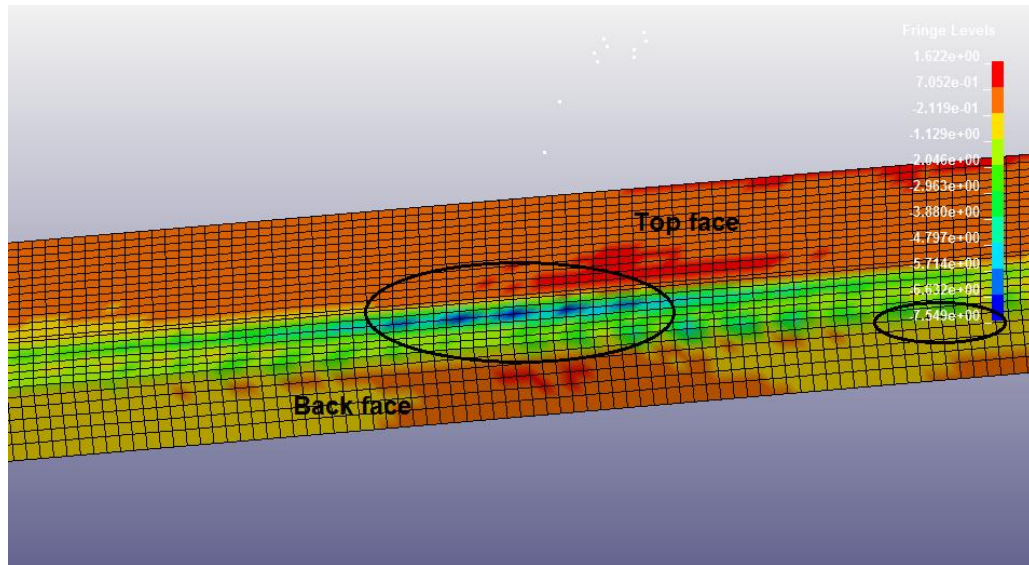 Fringe Levels
1.622e+00
7.052e-01
-2.119e-01
-1.129e+00
-2.046e+00
-2.963e+00
-3.880e+00
-4.797e+00
-5.714e+00
-6.632e+00
-7.549e+00
Top face
Back face